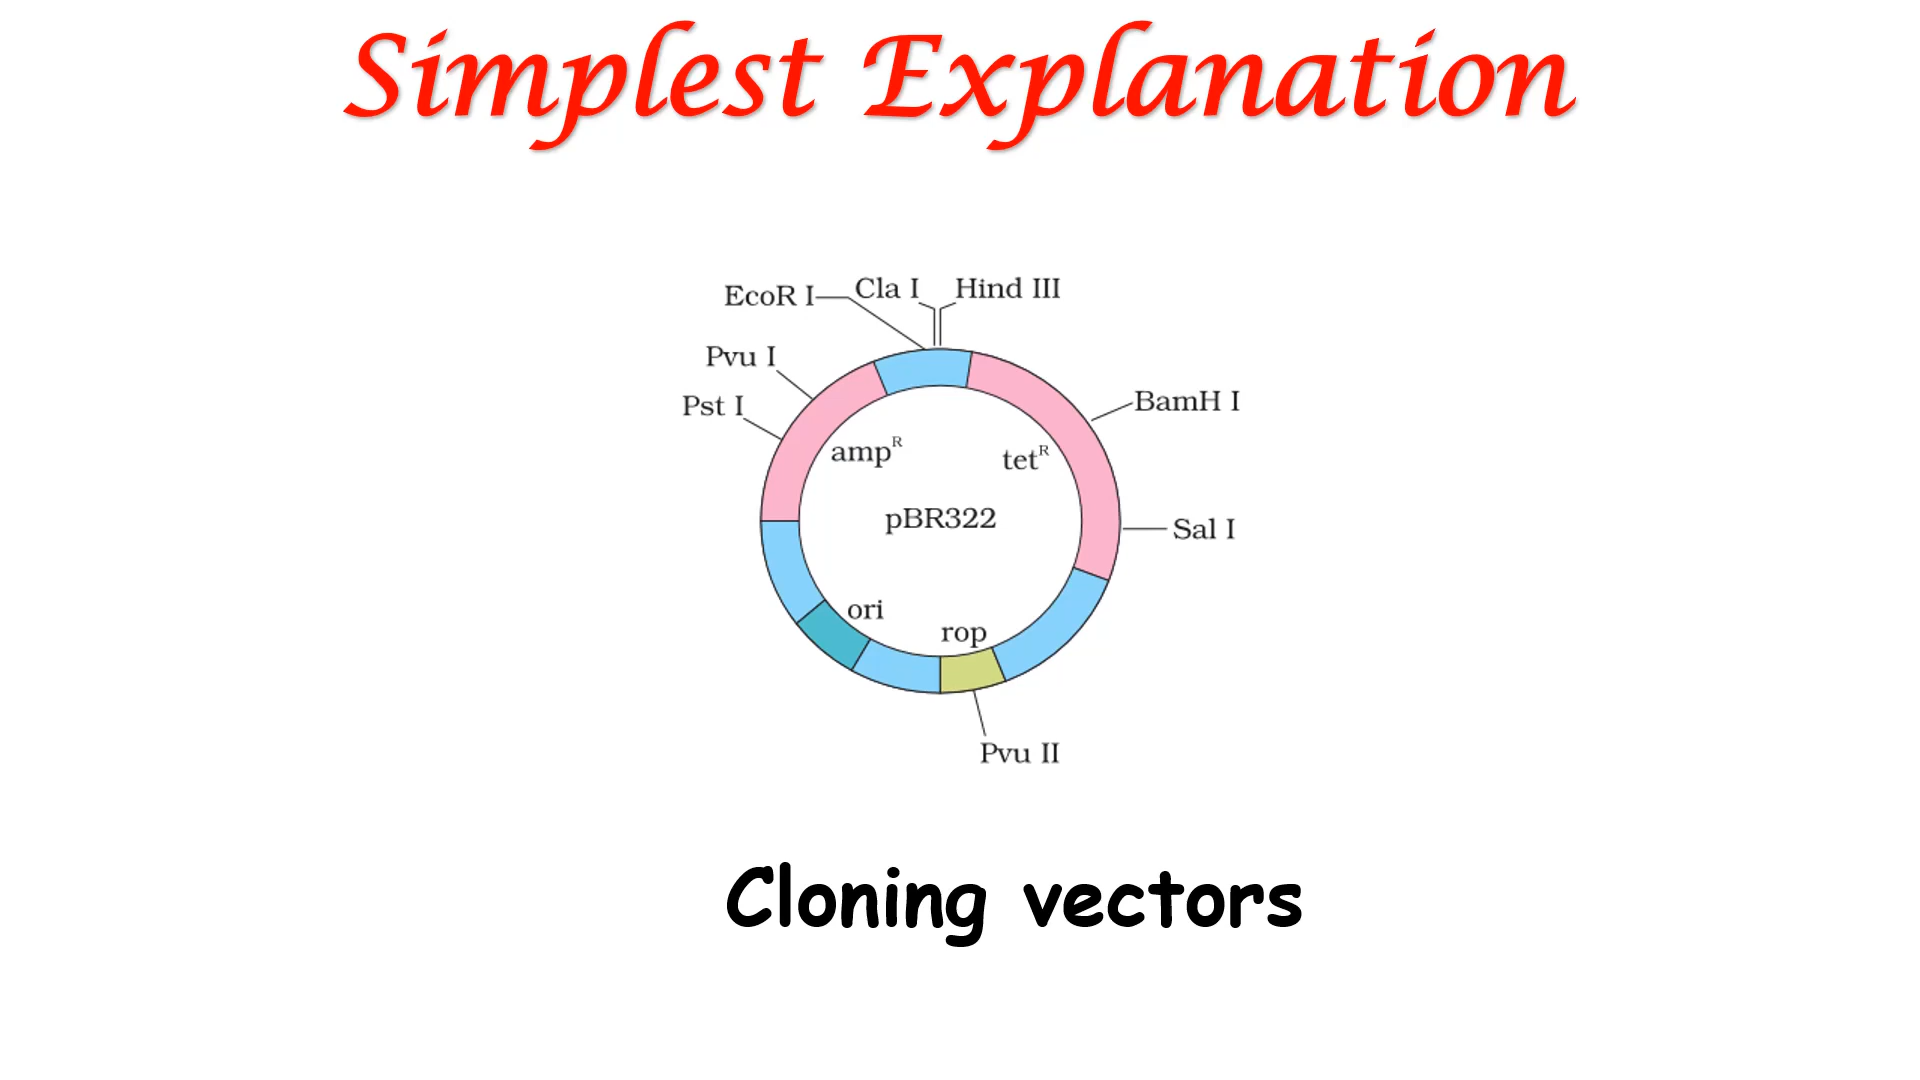 Simplest Explanation
EcoR I
Cla I
Hind III
Pvu I
Pst I
BamH I
amp^R
tet^R
pBR322
Sal I
ori
rop
Pvu II
Cloning vectors